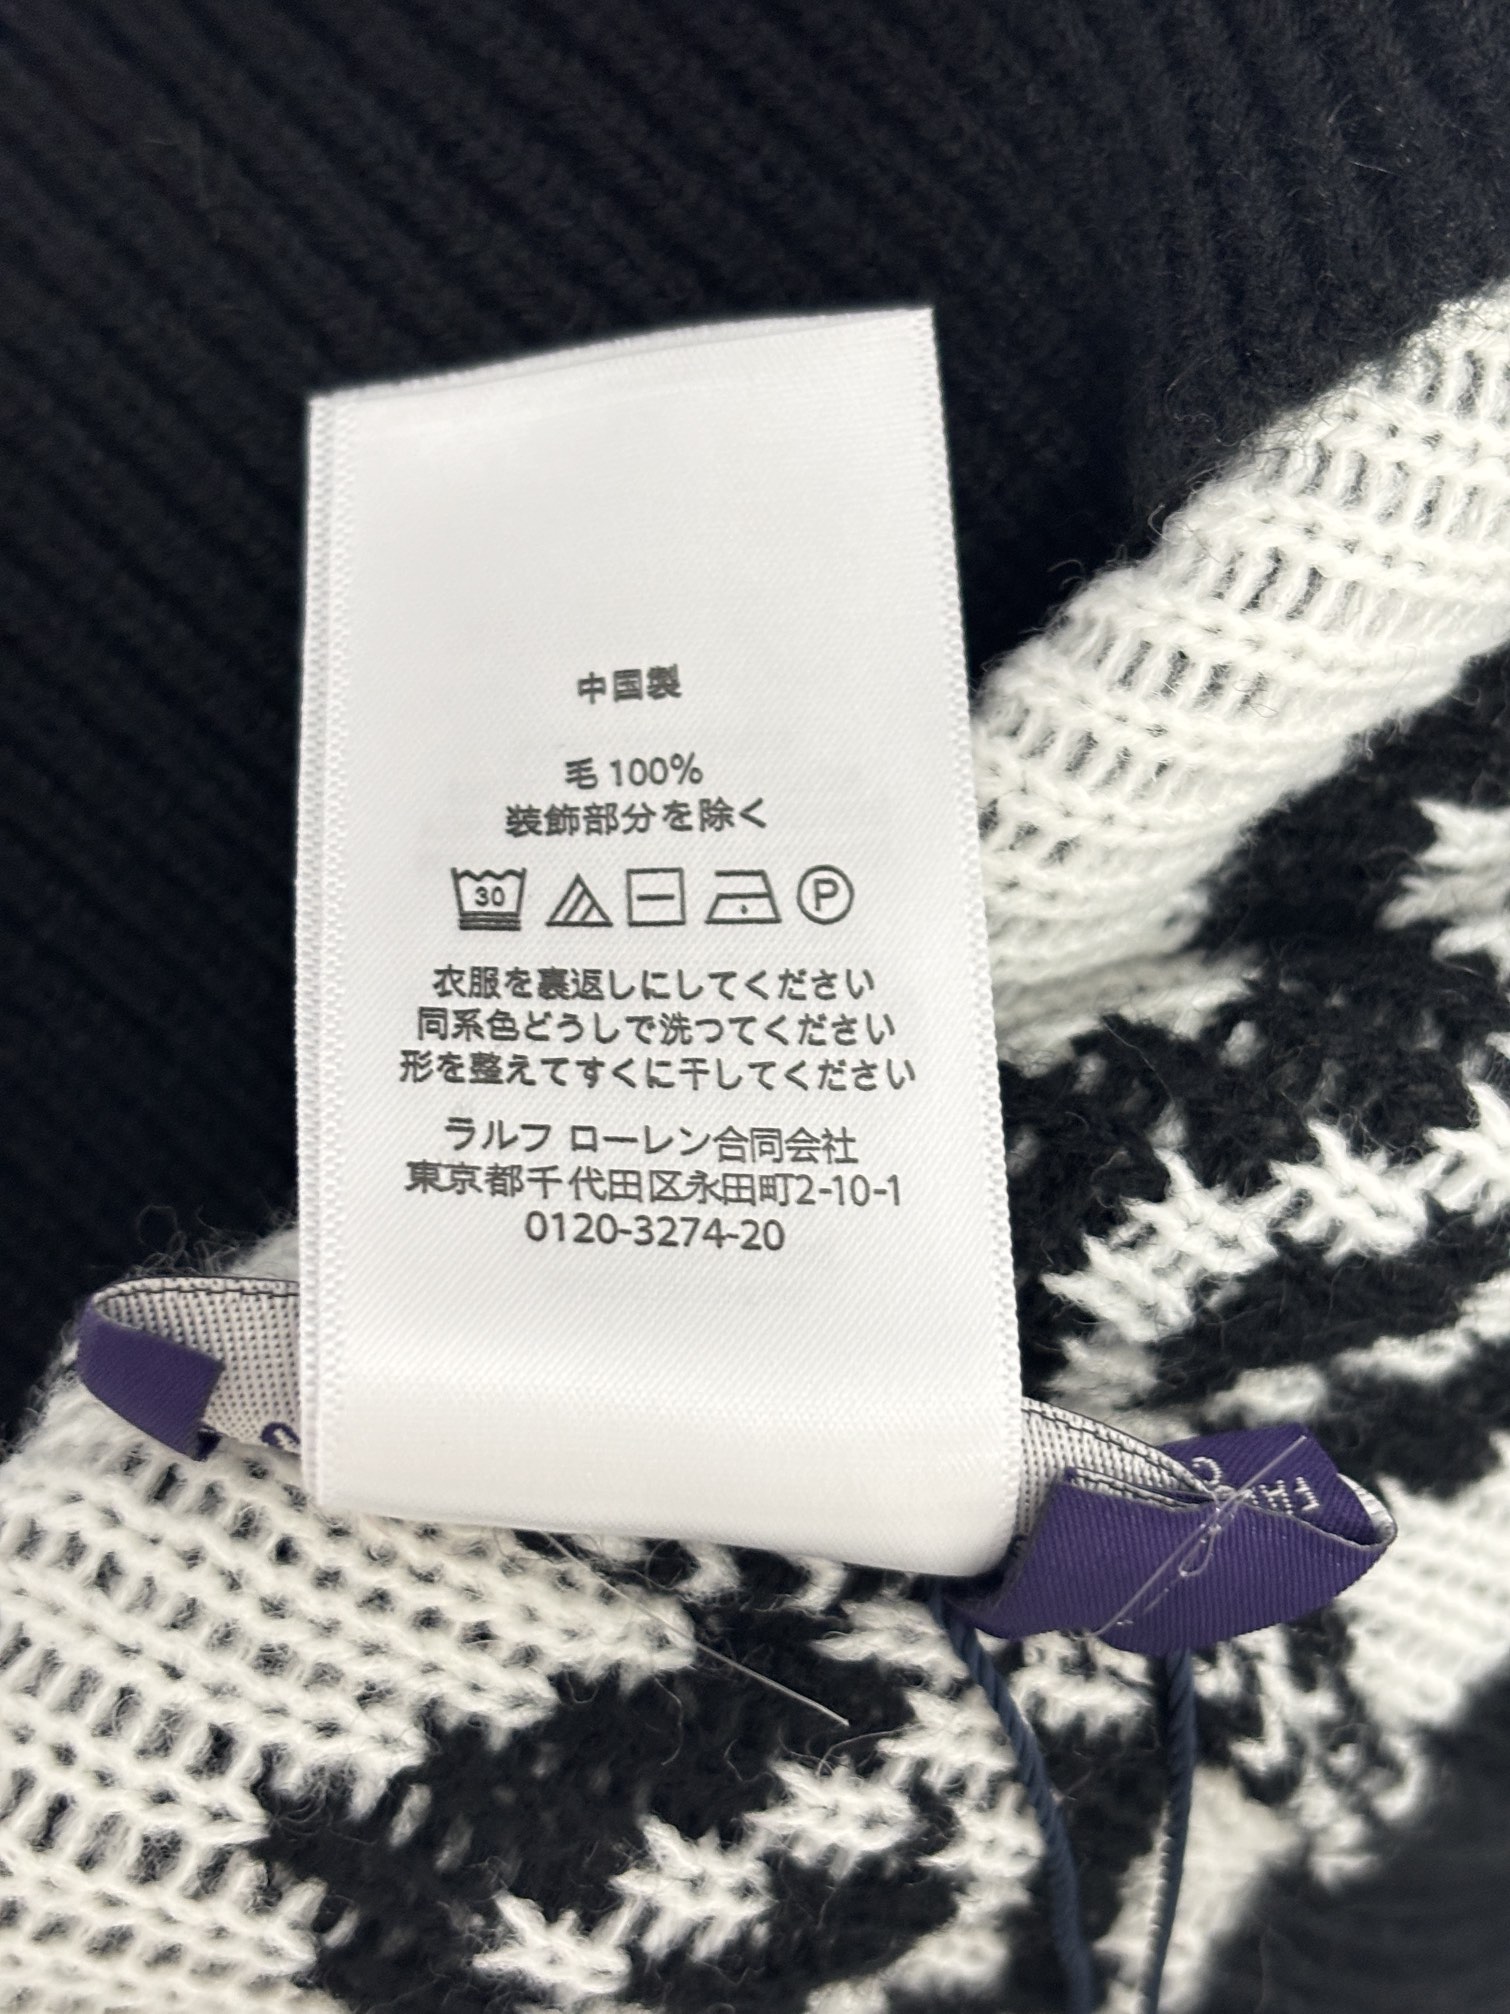 中国製
毛 100%
装飾部分を除く
30 P
衣服を裏返しにしてください
同系色どうしで洗ってください
形を整えてすぐに干してください
ラルフ ローレン合同会社
東京都千代田区永田町2-10-1
0120-3274-20